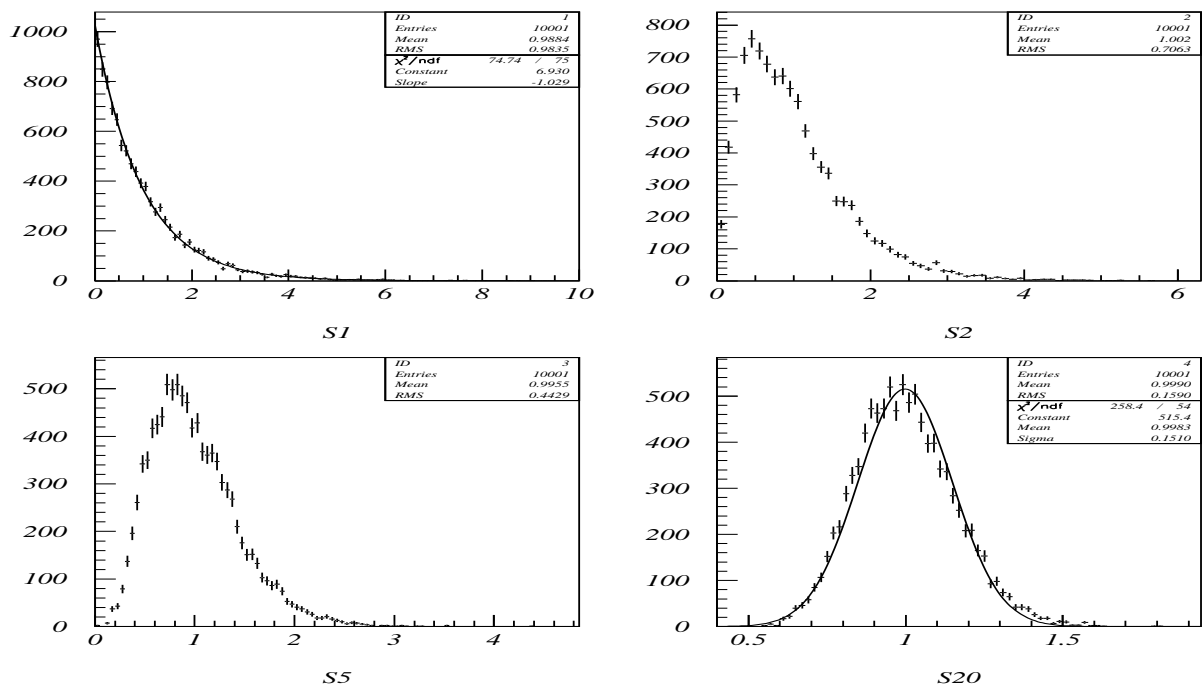 ID 1
Entries 10001
Mean 0.9884
RMS 0.9835
χ²/ndf 74.74 / 75
Constant 6.930
Slope -1.029
1000
800
600
400
200
0
0 2 4 6 8 10
S1
ID 2
Entries 10001
Mean 1.002
RMS 0.7063
800
700
600
500
400
300
200
100
0
0 2 4 6
S2
ID 3
Entries 10001
Mean 0.9955
RMS 0.4429
500
400
300
200
100
0
0 1 2 3 4
S5
ID 4
Entries 10001
Mean 0.9990
RMS 0.1590
χ²/ndf 258.4 / 54
Constant 515.4
Mean 0.9983
Sigma 0.1510
500
400
300
200
100
0
0.5 1 1.5
S20